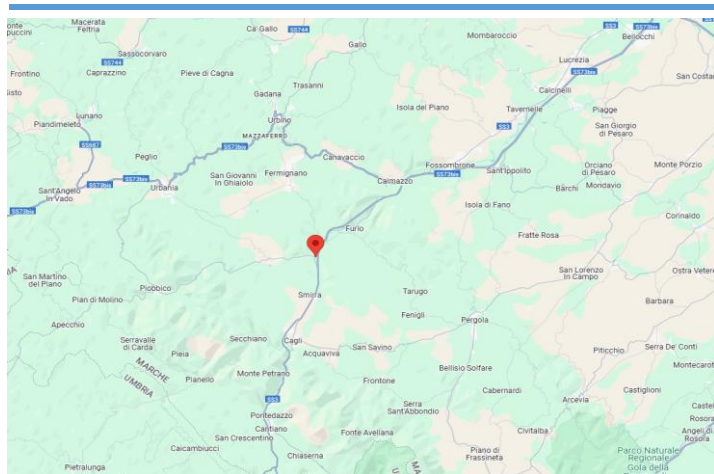 Macerata
Feltria
Ca' Gallo
SS744
Gallo
Mombaroccio
SS3
Bellocchi
Sassocorvaro
SS744
Lucrezia
SS73bis
Frontino
Caprazzino
Pieve di Cagna
Trasanni
Calcinelli
San Costa
Gadana
Isola del Piano
Tavernelle
Piagge
Lunano
Urbino
Piandimeleto
MAZZAFERRO
SS3
San Giorgio
di Pesaro
SS687
Peglio
SS73bis
Canavaccio
Fossombrone
Orciano
di Pesaro
Monte Porzio
San Giovanni
In Ghiaiolo
Fermignano
SS73bis
Sant'Ippolito
Sant'Angelo
In Vado
SS73bis
Urbania
Calmazzo
Barchi
Mondavio
SS73bis
Isola di Fano
Corinaldo
Furlo
Fratte Rosa
San Martino
del Piano
Piobbico
San Lorenzo
In Campo
Ostra Vetere
Pian di Molino
Smirra
Tarugo
Barbara
Apecchio
Fenigli
Pergola
Serravalle
di Carda
Secchiano
Cagli
Pieia
Acquaviva
San Savino
Piticchio
Serra De' Conti
MARCHE
UMBRIA
Pianello
Monte Petrano
Bellisio Solfare
Montecarot
Frontone
Cabernardi
Castiglioni
SS3
Serra
Sant'Abbondio
Arcevia
Castel
Pontedazzo
Rosora
Cantiano
Civitalba
Angeli di
Rosora
San Crescentino
Fonte Avellana
Caicambiucci
Piano di
Frassineta
Chiaserna
Parco Naturale
Regionale
Gola della
Pietralunga